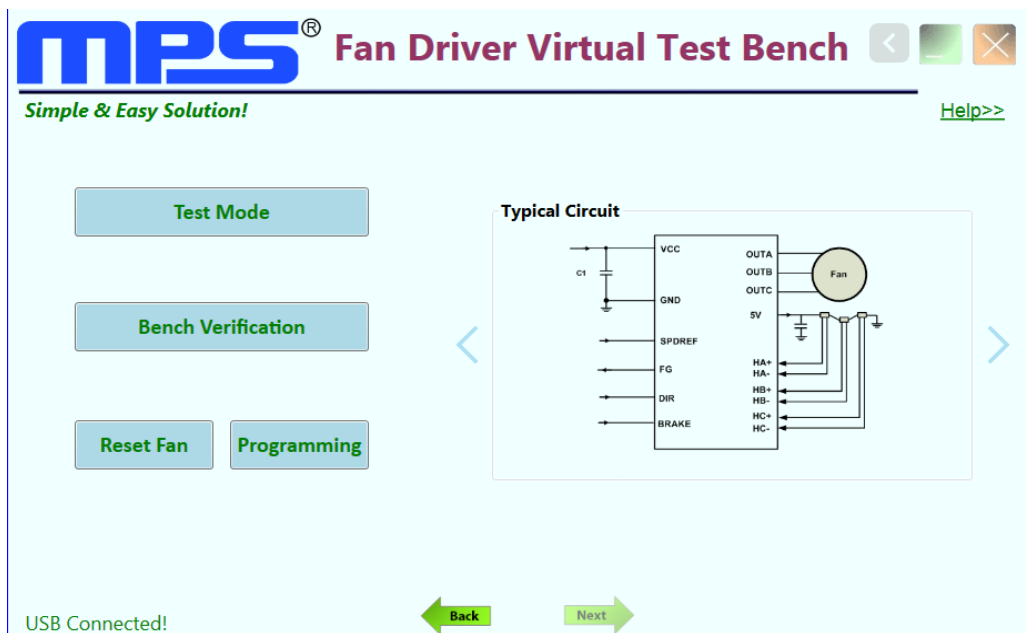 mps® Fan Driver Virtual Test Bench
Simple & Easy Solution!
Help>>
Test Mode
Bench Verification
Reset Fan
Programming
Typical Circuit
C1
VCC
GND
SPDREF
FG
DIR
BRAKE
OUTA
OUTB
OUTC
5V
HA+
HA-
HB+
HB-
HC+
HC-
Fan
USB Connected!
Back
Next